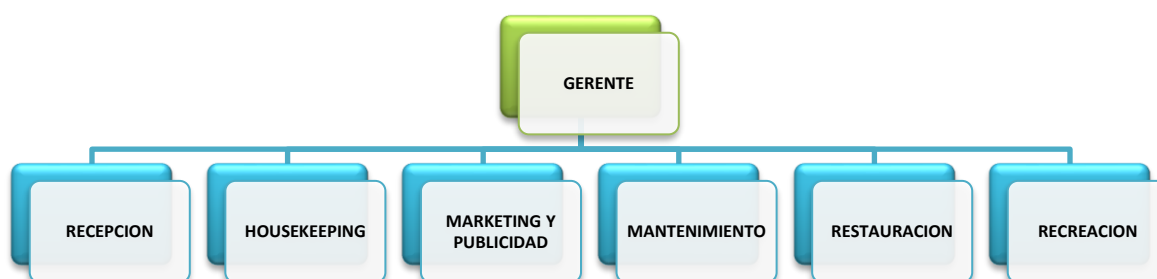 GERENTE
RECEPCION
HOUSEKEEPING
MARKETING Y
PUBLICIDAD
MANTENIMIENTO
RESTAURACION
RECREACION